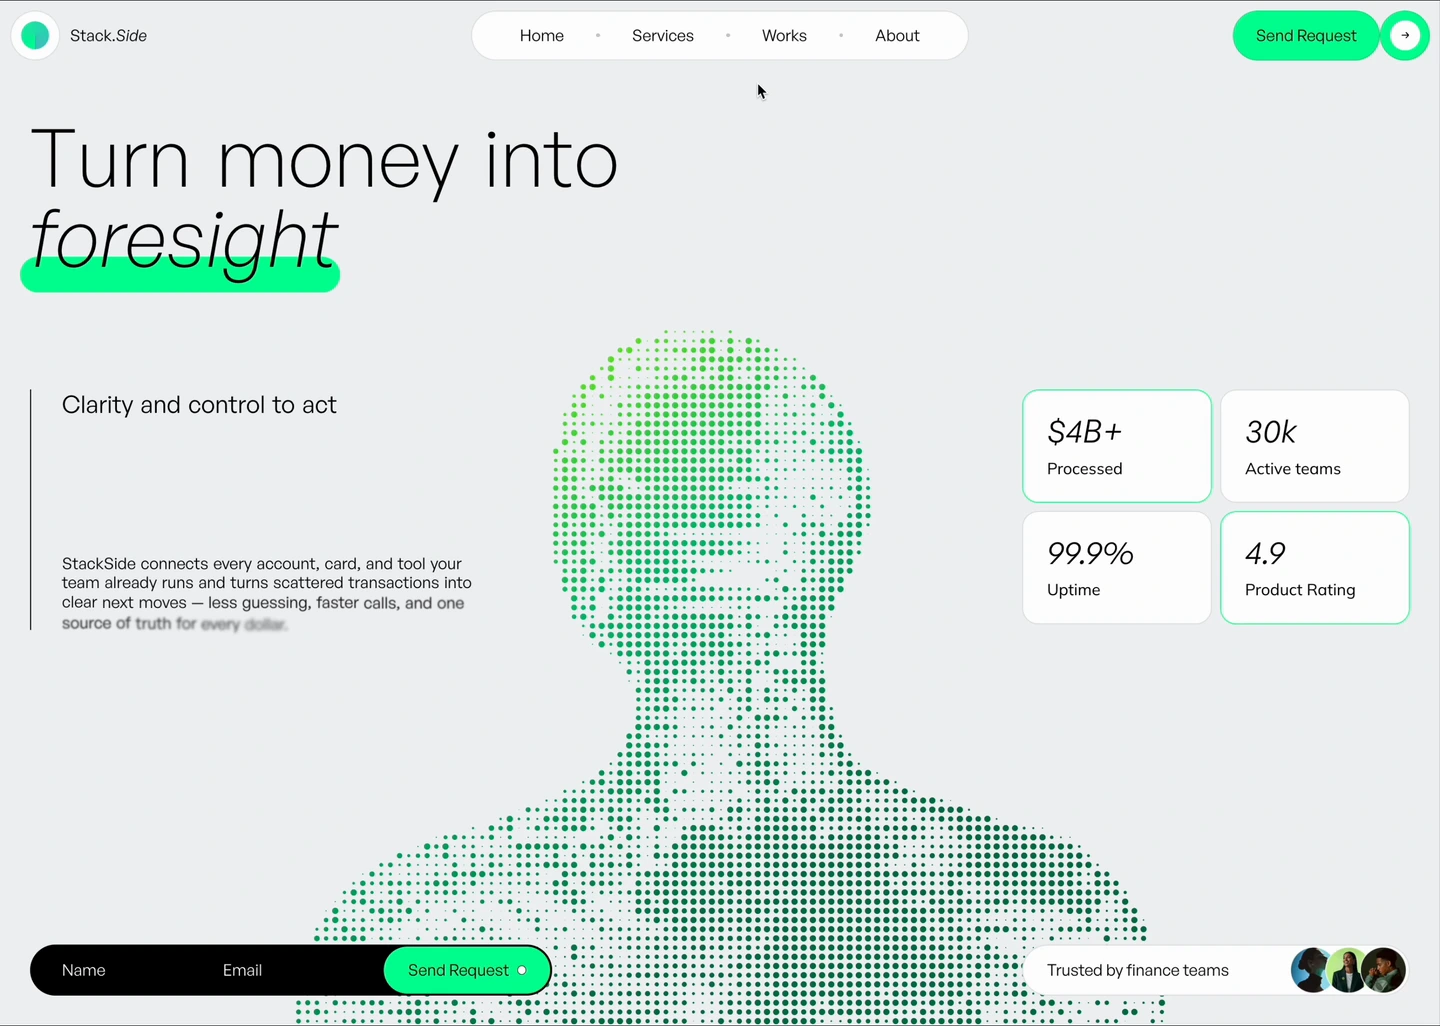 Stack.Side
Home
Services
Works
About
Send Request
Turn money into
foresight
Clarity and control to act
StackSide connects every account, card, and tool your
team already runs and turns scattered transactions into
clear next moves — less guessing, faster calls, and one
source of truth for every dollar.
$4B+
Processed
30k
Active teams
99.9%
Uptime
4.9
Product Rating
Name
Email
Send Request
Trusted by finance teams